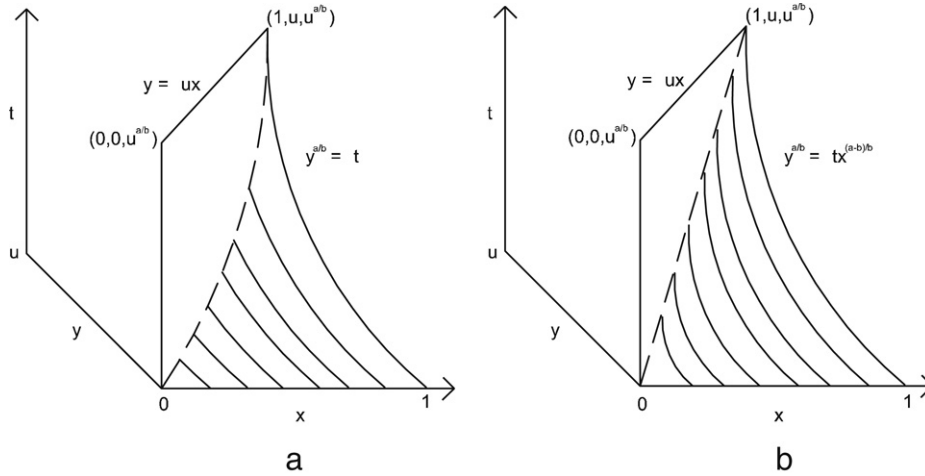 (1,u,u^{a/b})
y = ux
t
(0,0,u^{a/b})
y^{a/b} = t
u
y
0
x
1
a
(1,u,u^{a/b})
y = ux
t
(0,0,u^{a/b})
y^{a/b} = tx^{(a-b)/b}
u
y
0
x
1
b